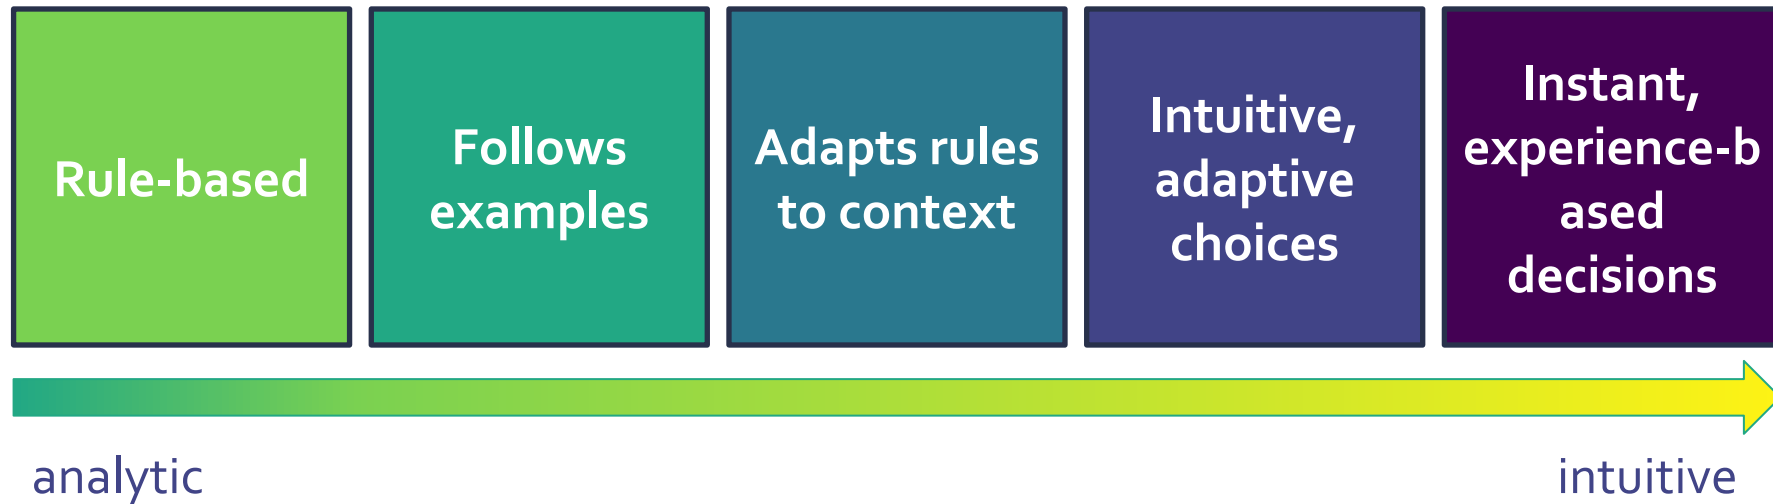 Rule-based
Follows
examples
Adapts rules
to context
Intuitive,
adaptive
choices
Instant,
experience-b
ased
decisions
analytic
intuitive